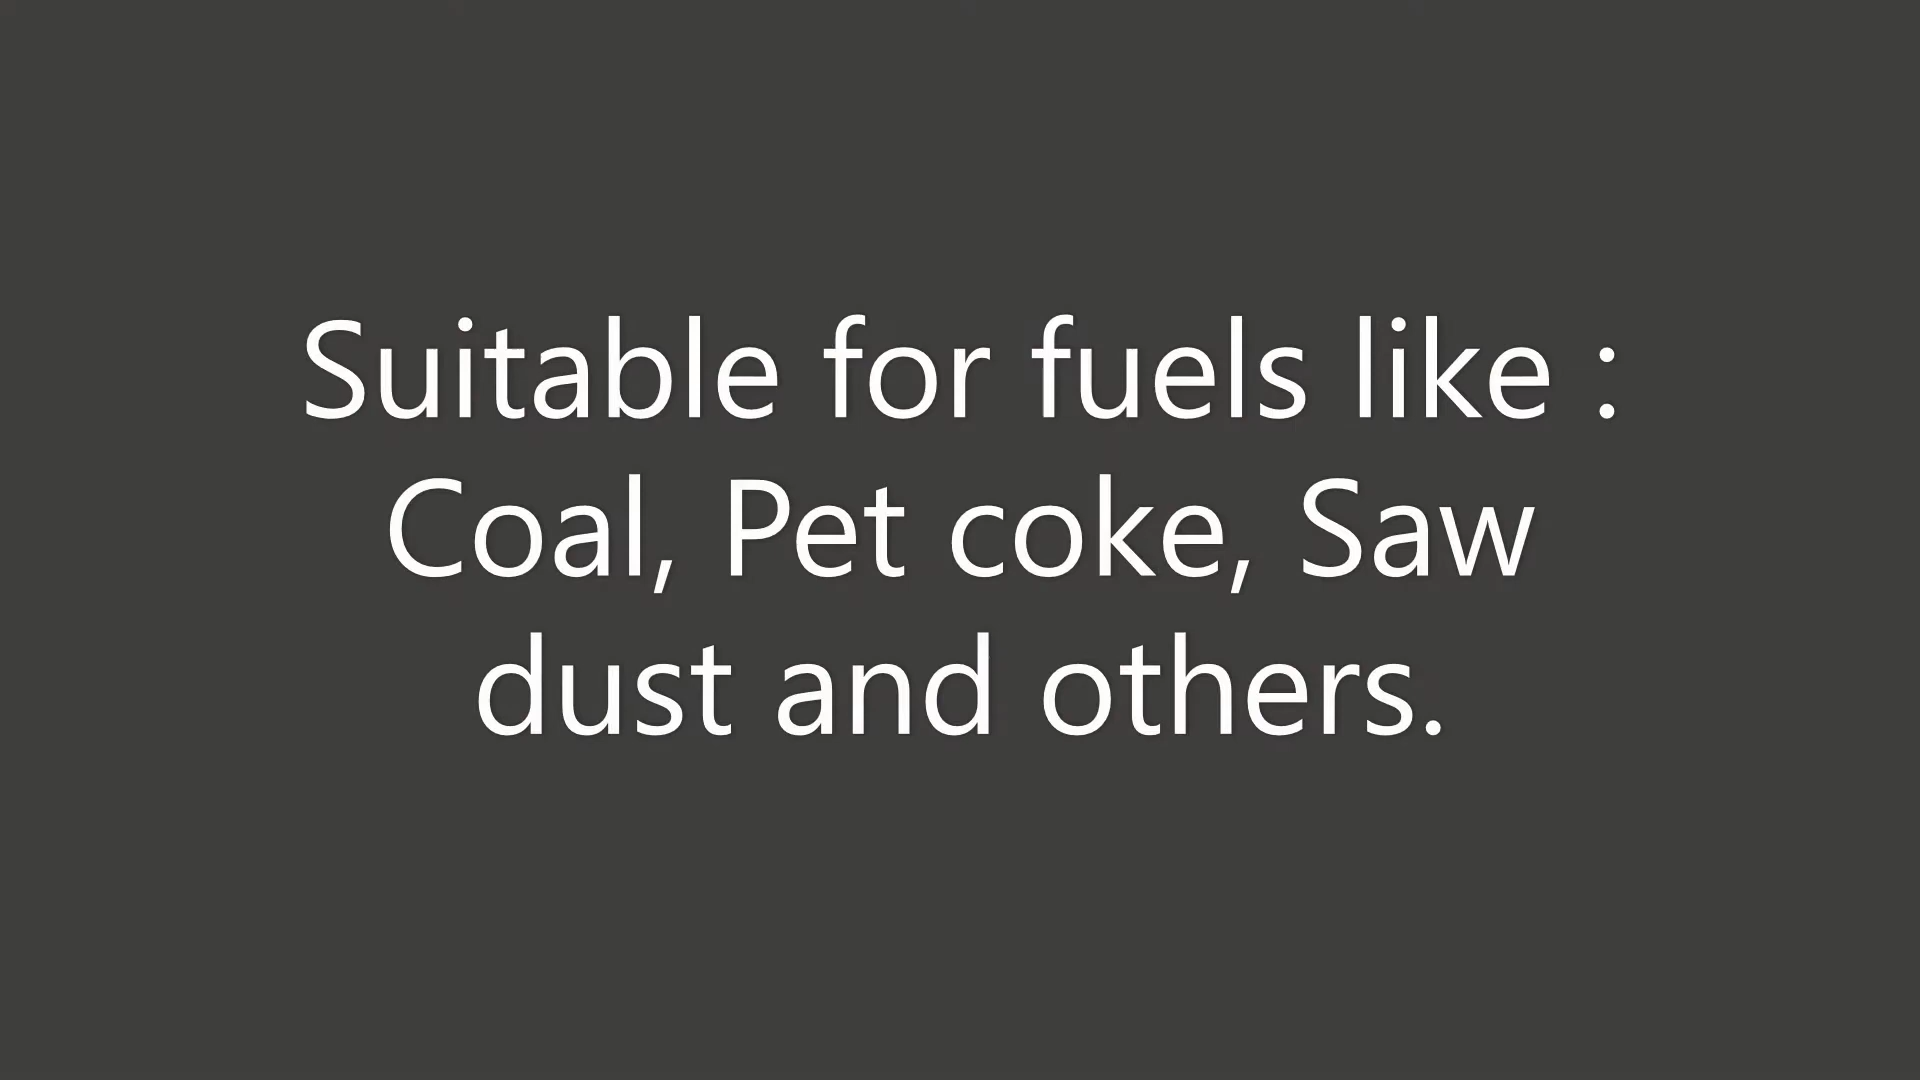 Suitable for fuels like :
Coal, Pet coke, Saw
dust and others.